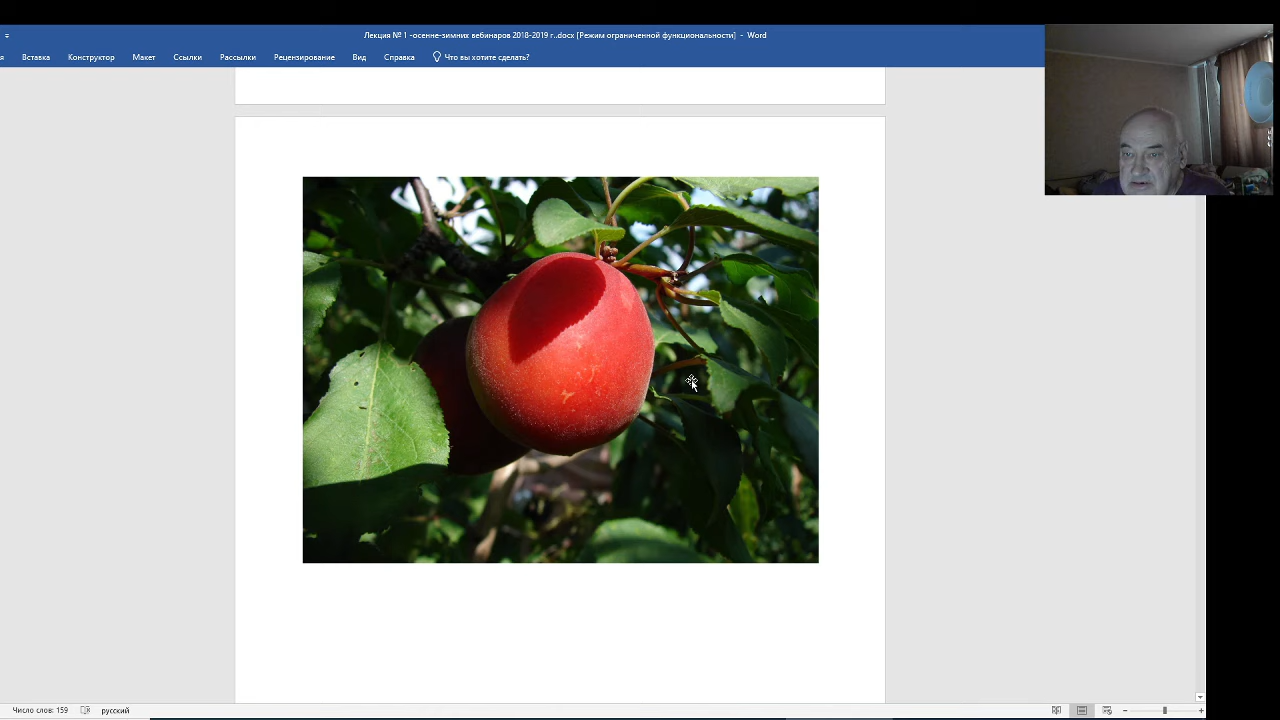 Лекция № 1 -осенне-зимних вебинаров 2018-2019 г..docx [Режим ограниченной функциональности] - Word
я Вставка Конструктор Макет Ссылки Рассылки Рецензирование Вид Справка Что вы хотите сделать?
Число слов: 159 русский